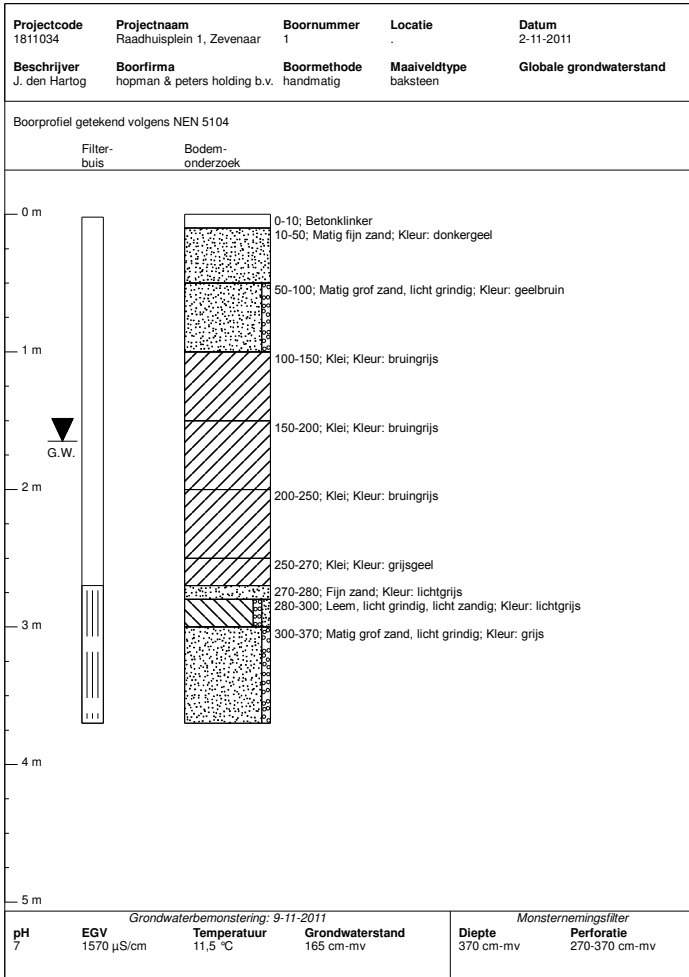 Projectcode Projectnaam Boornummer Locatie Datum
1811034 Raadhuisplein 1, Zevenaar 1 . 2-11-2011
Beschrijver Boorfirma Boormethode Maaiveldtype Globale grondwaterstand
J. den Hartog hopman & peters holding b.v. handmatig baksteen
Boorprofiel getekend volgens NEN 5104
Filter- Bodem-
buis onderzoek
0 m
0-10; Betonklinker
10-50; Matig fijn zand; Kleur: donkergeel
50-100; Matig grof zand, licht grindig; Kleur: geelbruin
1 m
100-150; Klei; Kleur: bruingrijs
150-200; Klei; Kleur: bruingrijs
G.W.
2 m
200-250; Klei; Kleur: bruingrijs
250-270; Klei; Kleur: grijsgeel
270-280; Fijn zand; Kleur: lichtgrijs
280-300; Leem, licht grindig, licht zandig; Kleur: lichtgrijs
3 m
300-370; Matig grof zand, licht grindig; Kleur: grijs
4 m
5 m
Grondwaterbemonstering: 9-11-2011 Monsternemingsfilter
pH EGV Temperatuur Grondwaterstand Diepte Perforatie
7 1570 µS/cm 11,5 °C 165 cm-mv 370 cm-mv 270-370 cm-mv